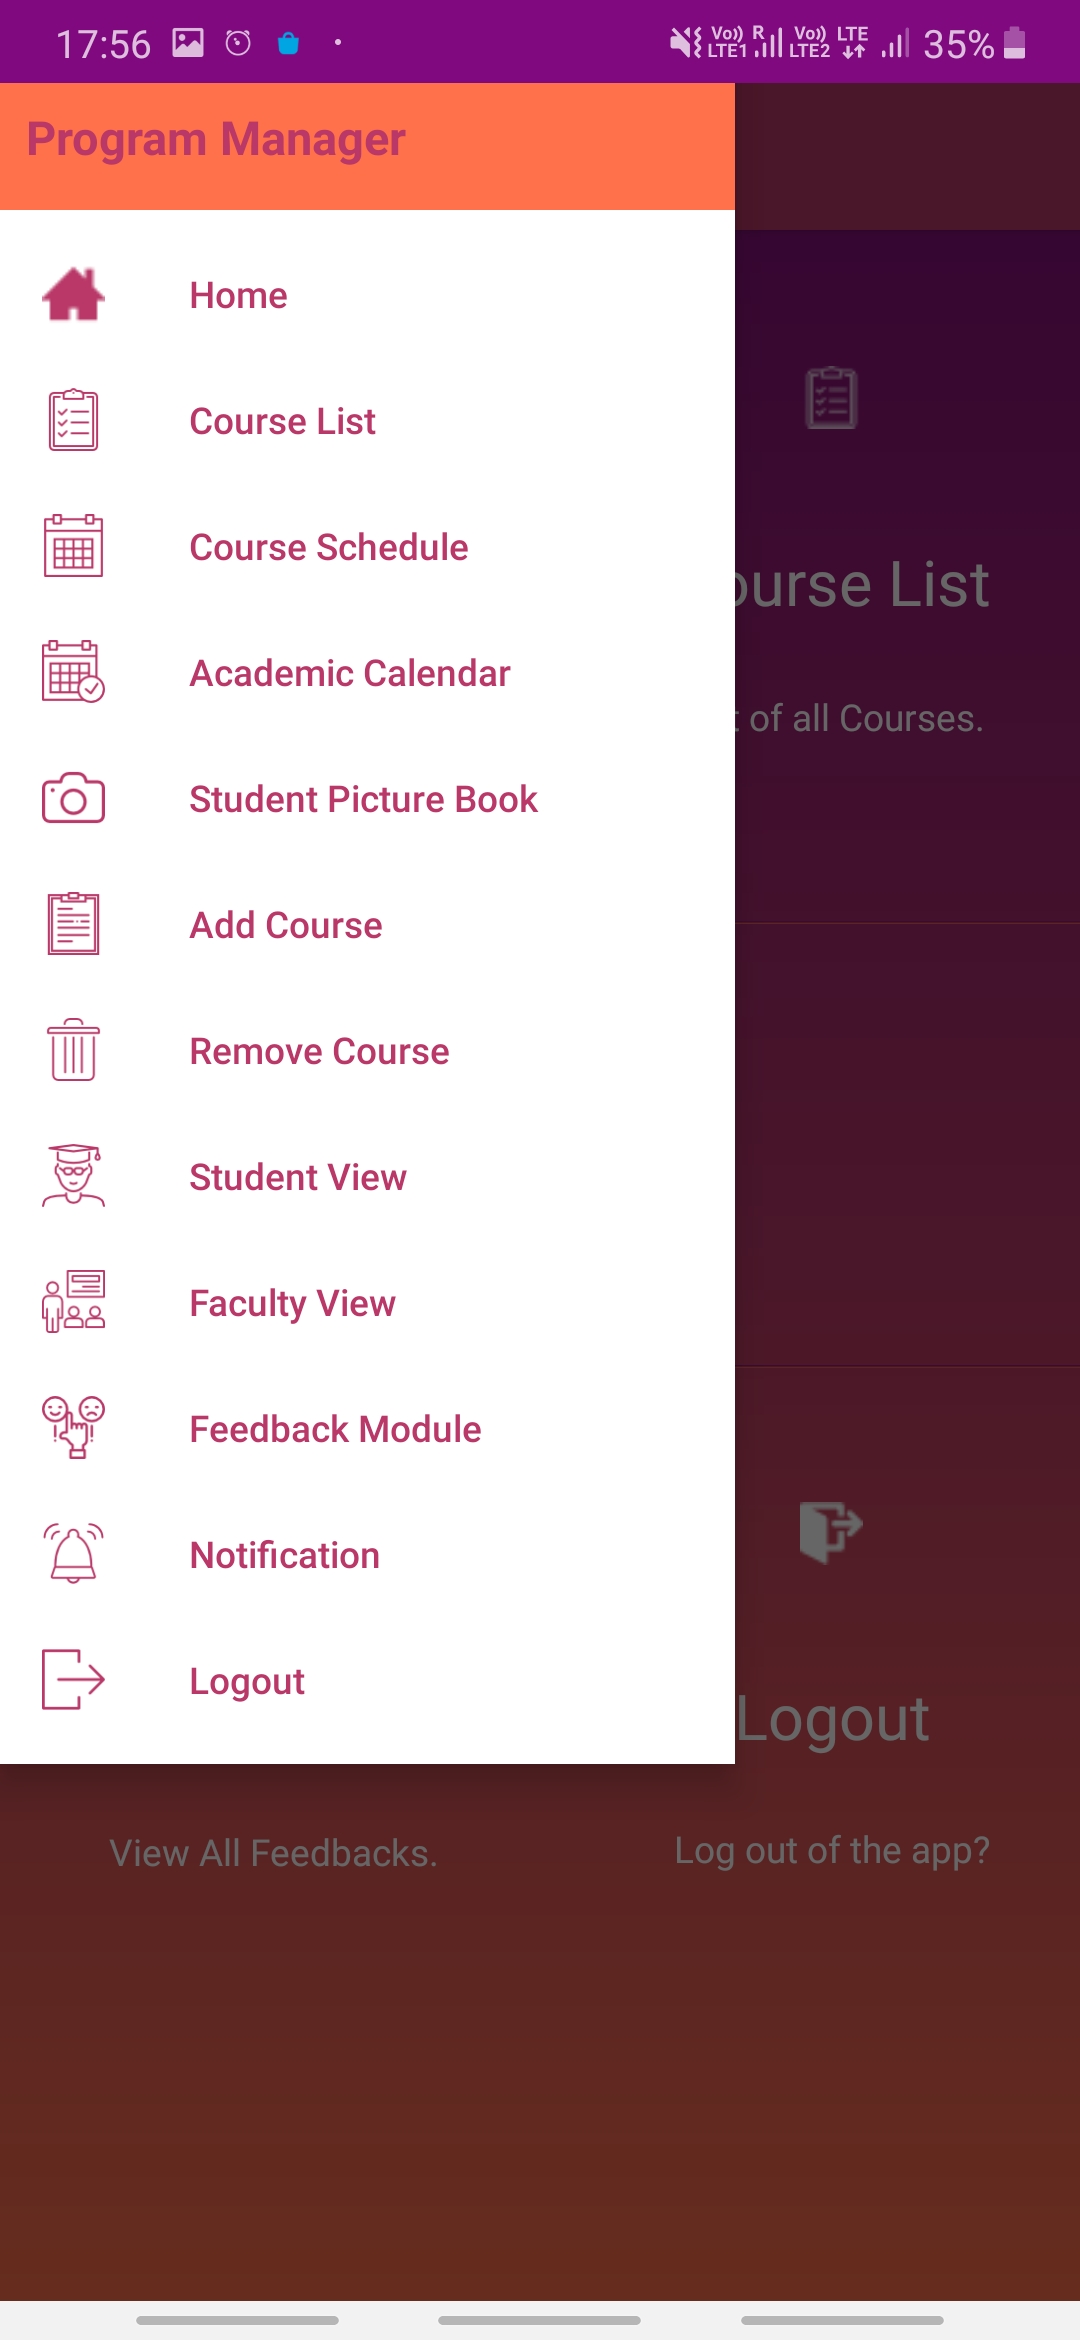 17:56
Vo)) R Vo)) LTE
LTE1 LTE2 35%
Program Manager
Home
Course List
Course Schedule
Academic Calendar
Student Picture Book
Add Course
Remove Course
Student View
Faculty View
Feedback Module
Notification
Logout
ourse List
of all Courses.
Logout
View All Feedbacks.
Log out of the app?